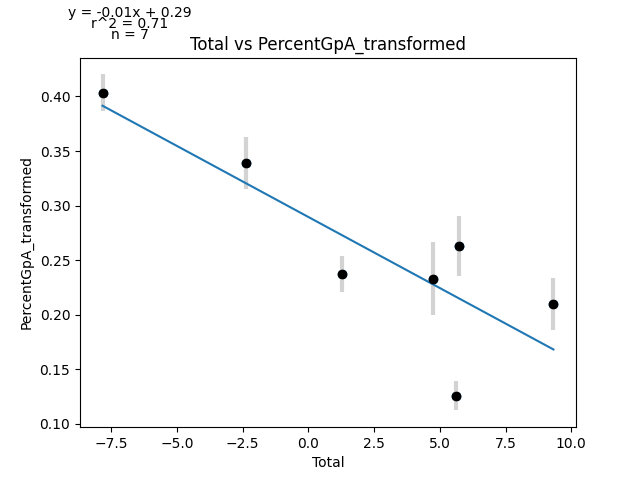 y = -0.01x + 0.29
r^2 = 0.71
n = 7
Total vs PercentGpA_transformed
PercentGpA_transformed
0.40
0.35
0.30
0.25
0.20
0.15
0.10
−7.5 −5.0 −2.5 0.0 2.5 5.0 7.5 10.0
Total